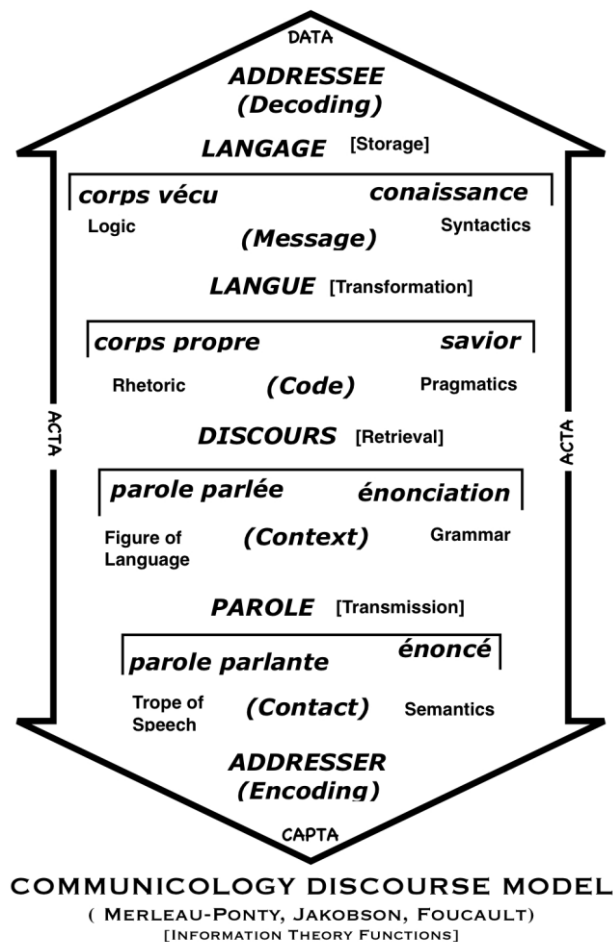 DATA
ADDRESSEE
(Decoding)
LANGAGE [Storage]
corps vécu conaissance
Logic (Message) Syntactics
LANGUE [Transformation]
corps propre savior
Rhetoric (Code) Pragmatics
ACTA DISCOURS [Retrieval] ACTA
parole parlée énonciation
Figure of Language (Context) Grammar
PAROLE [Transmission]
parole parlante énoncé
Trope of Speech (Contact) Semantics
ADDRESSER
(Encoding)
CAPTA
COMMUNICOLOGY DISCOURSE MODEL
( MERLEAU-PONTY, JAKOBSON, FOUCAULT)
[INFORMATION THEORY FUNCTIONS]